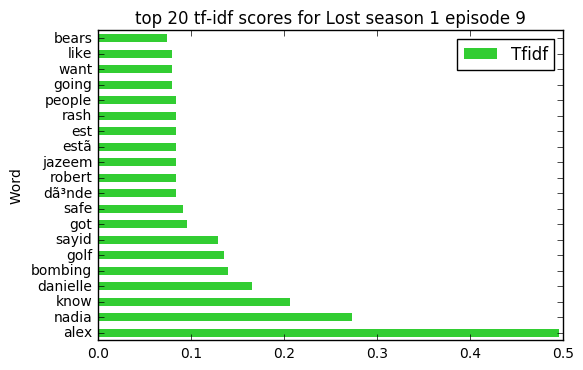 top 20 tf-idf scores for Lost season 1 episode 9
Tfidf
Word
bears
like
want
going
people
rash
est
estã
jazeem
robert
dã³nde
safe
got
sayid
golf
bombing
danielle
know
nadia
alex
0.0 0.1 0.2 0.3 0.4 0.5